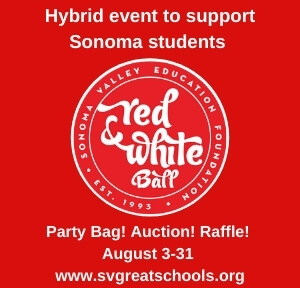 Hybrid event to support
Sonoma students
SONOMA VALLEY EDUCATION FOUNDATION
red
& white
Ball
• EST. 1993 •
Party Bag! Auction! Raffle!
August 3-31
www.svgreatschools.org